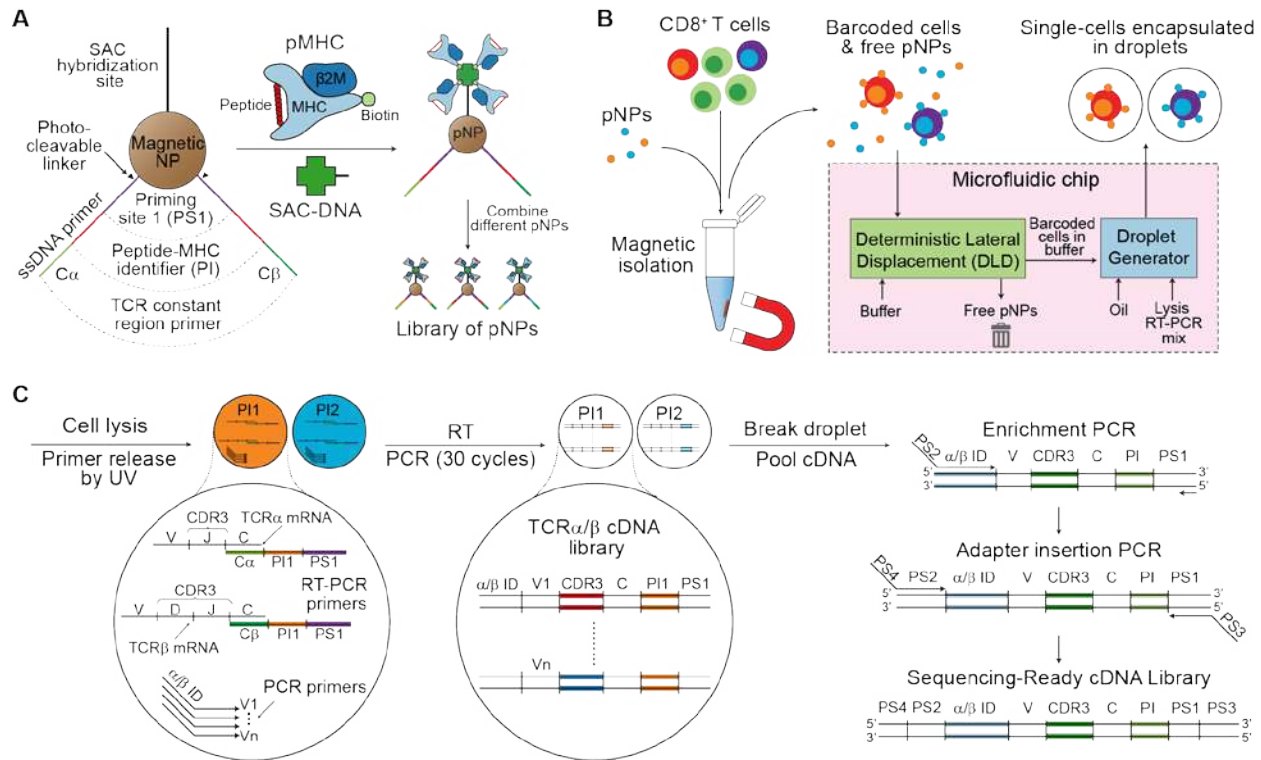 A
SAC
hybridization
site
Photo-
cleavable
linker
Magnetic
NP
ssDNA primer
Priming
site 1 (PS1)
Peptide-MHC
identifier (PI)
Cα
Cβ
TCR constant
region primer
pMHC
β2M
Peptide
MHC
Biotin
SAC-DNA
pNP
Combine
different pNPs
Library of pNPs
B
CD8⁺ T cells
pNPs
Magnetic
isolation
Barcoded cells
& free pNPs
Single-cells encapsulated
in droplets
Microfluidic chip
Deterministic Lateral
Displacement (DLD)
Barcoded
cells in
buffer
Droplet
Generator
Buffer
Free pNPs
Oil
Lysis
RT-PCR
mix
C
Cell lysis
Primer release
by UV
PI1
PI2
RT
PCR (30 cycles)
PI1
PI2
Break droplet
Pool cDNA
CDR3
TCRα mRNA
V J C
Cα PI1 PS1
RT-PCR
primers
CDR3
V D J C
Cβ PI1 PS1
TCRβ mRNA
α/β ID
PCR primers
V1
Vn
TCRα/β cDNA
library
α/β ID V1 CDR3 C PI1 PS1
Vn
Enrichment PCR
PS2 α/β ID V CDR3 C PI PS1
5' 3'
3' 5'
Adapter insertion PCR
PS4 PS2 α/β ID V CDR3 C PI PS1
5' 3'
3' 5'
PS3
Sequencing-Ready cDNA Library
PS4 PS2 α/β ID V CDR3 C PI PS1 PS3
5' 3'
3' 5'